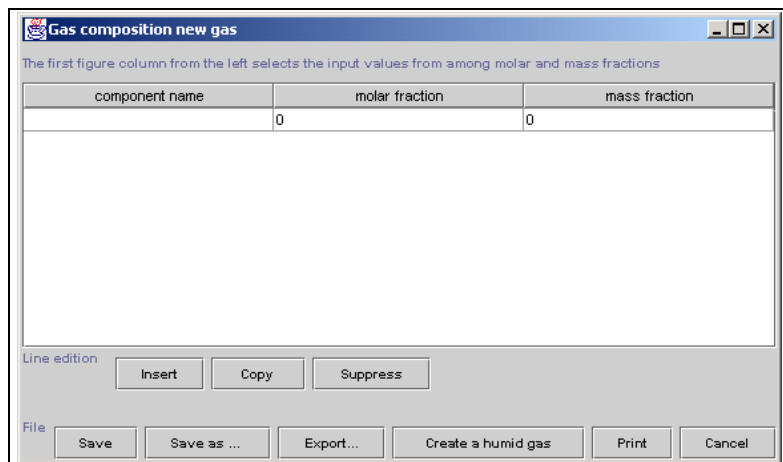 Gas composition new gas
The first figure column from the left selects the input values from among molar and mass fractions
component name molar fraction mass fraction
0 0
Line edition
Insert Copy Suppress
File
Save Save as ... Export... Create a humid gas Print Cancel